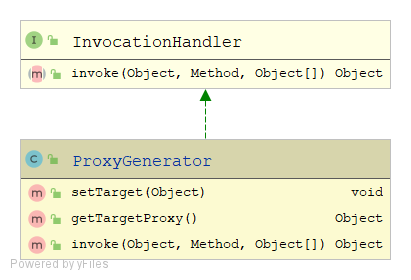 I InvocationHandler
m invoke(Object, Method, Object[]) Object
C ProxyGenerator
m setTarget(Object) void
m getTargetProxy() Object
m invoke(Object, Method, Object[]) Object
Powered by yFiles